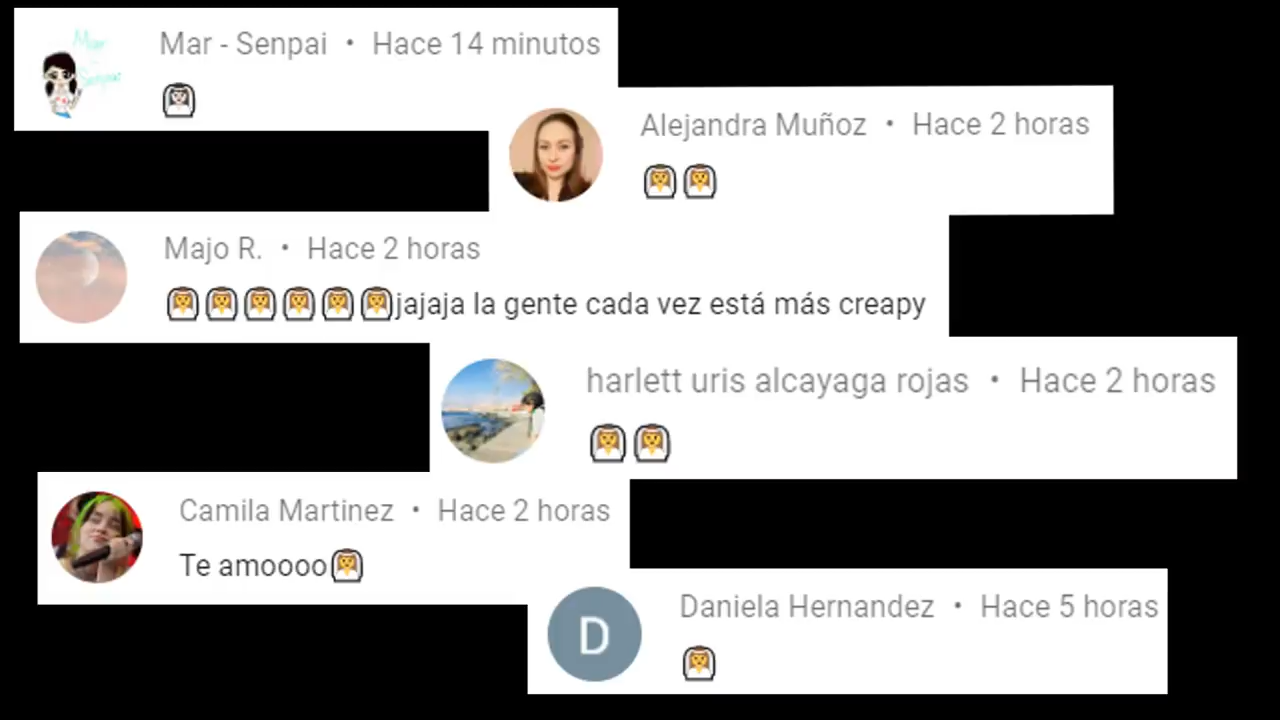 Mar - Senpai • Hace 14 minutos
👰🏻
Alejandra Muñoz • Hace 2 horas
👰👰
Majo R. • Hace 2 horas
👰👰👰👰👰👰jajaja la gente cada vez está más creapy
harlett uris alcayaga rojas • Hace 2 horas
👰👰
Camila Martinez • Hace 2 horas
Te amoooo👰
D
Daniela Hernandez • Hace 5 horas
👰